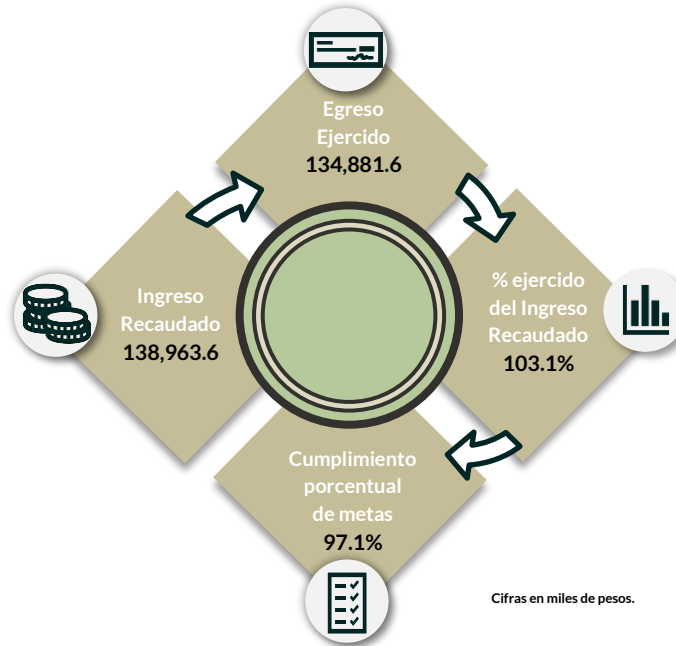 Egreso
Ejercido
134,881.6
Ingreso
Recaudado
138,963.6
% ejercido
del Ingreso
Recaudado
103.1%
Cumplimiento
porcentual
de metas
97.1%
Cifras en miles de pesos.